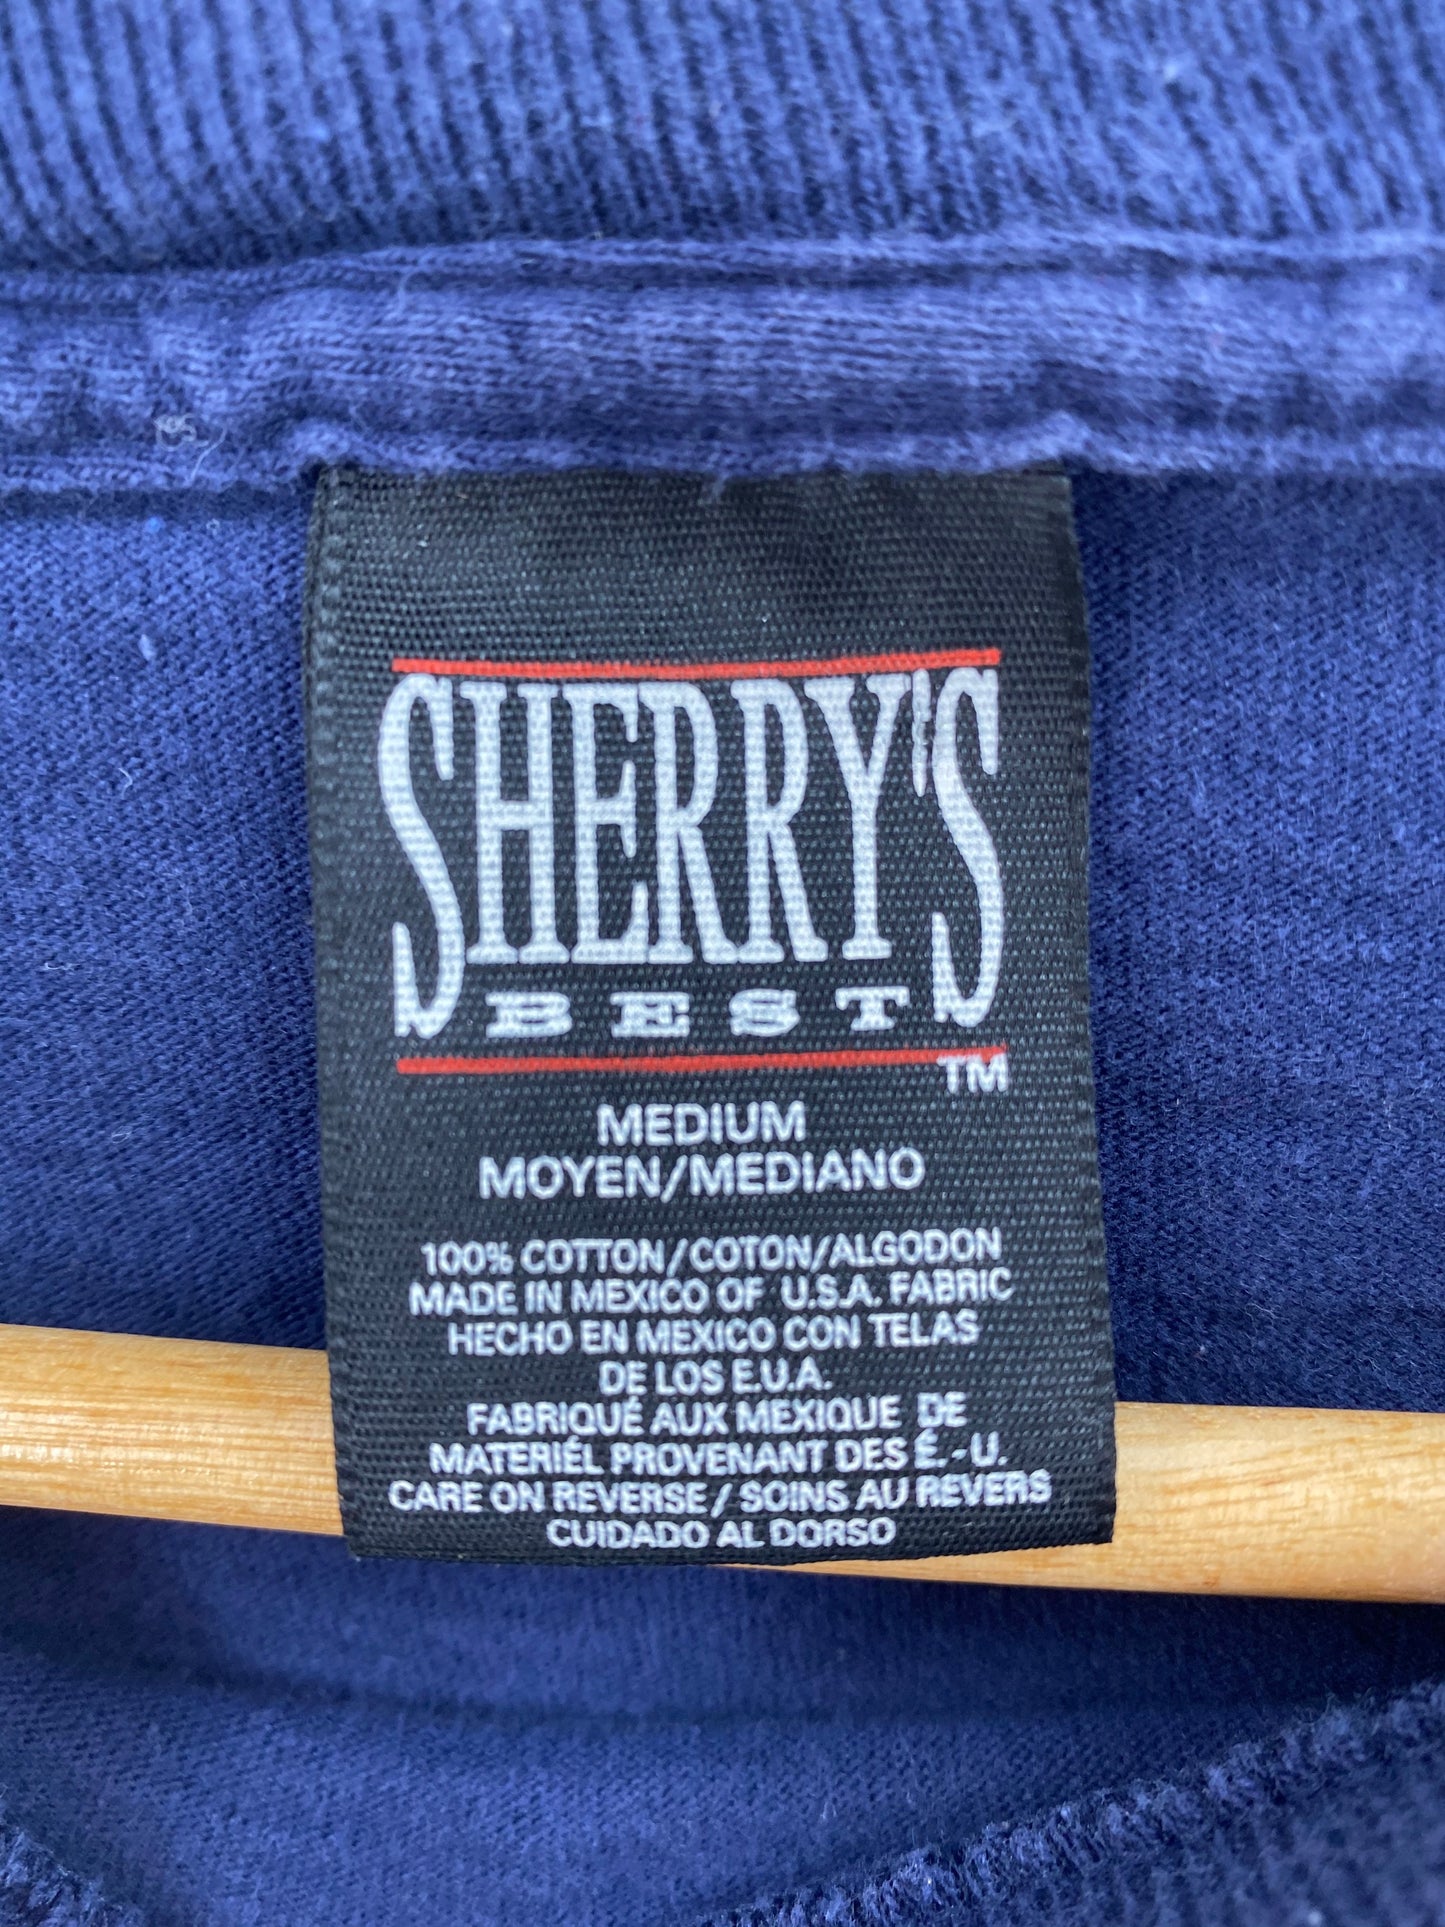 SHERRY'S
BEST
TM
MEDIUM
MOYEN/MEDIANO
100% COTTON/COTON/ALGODON
MADE IN MEXICO OF U.S.A. FABRIC
HECHO EN MEXICO CON TELAS
DE LOS E.U.A.
FABRIQUÉ AUX MEXIQUE DE
MATERIÉL PROVENANT DES É.-U.
CARE ON REVERSE / SOINS AU REVERS
CUIDADO AL DORSO